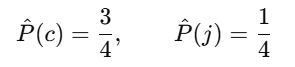 P̂(c) = 3/4, P̂(j) = 1/4